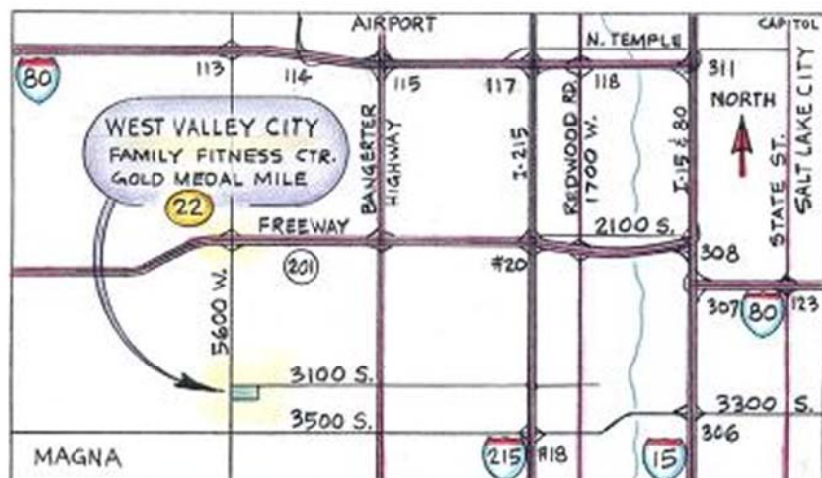 AIRPORT
CAPITOL
N. TEMPLE
80
113
114
115
117
118
311
NORTH
WEST VALLEY CITY
FAMILY FITNESS CTR.
GOLD MEDAL MILE
22
BANGERTER
HIGHWAY
I-215
REDWOOD RD.
1700 W.
I-15 & 80
STATE ST.
SALT LAKE CITY
FREEWAY
201
2100 S.
#20
308
307
80
123
5600 W.
3100 S.
3500 S.
3300 S.
306
MAGNA
215
#18
15